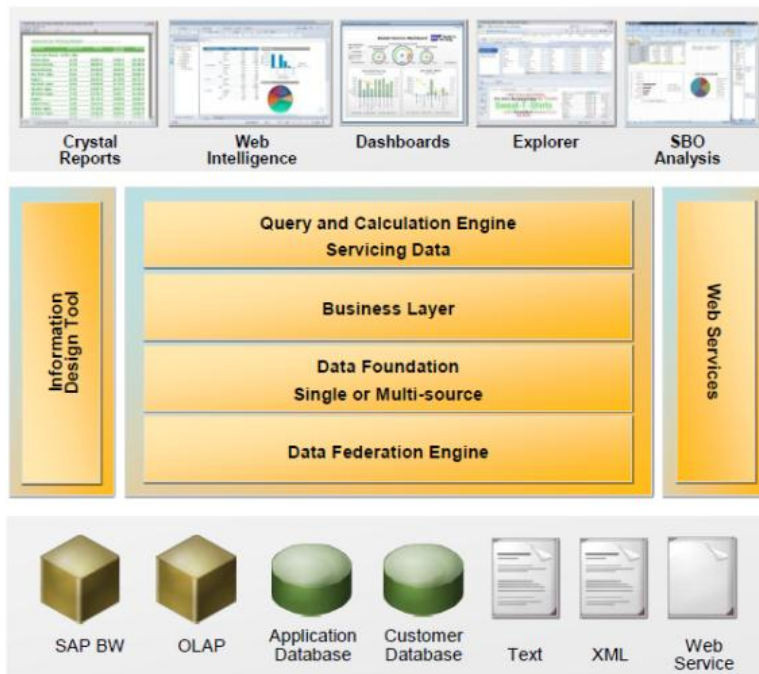 Crystal
Reports
Web
Intelligence
Dashboards
Explorer
SBO
Analysis
Information
Design Tool
Query and Calculation Engine
Servicing Data
Business Layer
Data Foundation
Single or Multi-source
Data Federation Engine
Web Services
SAP BW
OLAP
Application
Database
Customer
Database
Text
XML
Web
Service